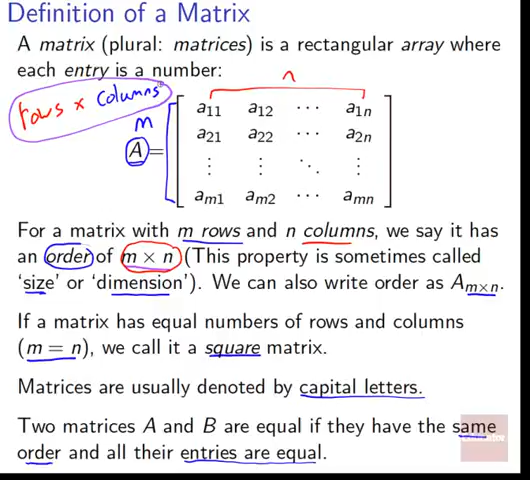 Definition of a Matrix
A matrix (plural: matrices) is a rectangular array where
each entry is a number:
n
rows × columns
m
a11 a12 ··· a1n
a21 a22 ··· a2n
A =
⋮ ⋮ ⋱ ⋮
am1 am2 ··· amn
For a matrix with m rows and n columns, we say it has
an order of m × n (This property is sometimes called
‘size’ or ‘dimension’). We can also write order as Am×n.
If a matrix has equal numbers of rows and columns
(m = n), we call it a square matrix.
Matrices are usually denoted by capital letters.
Two matrices A and B are equal if they have the same
order and all their entries are equal.